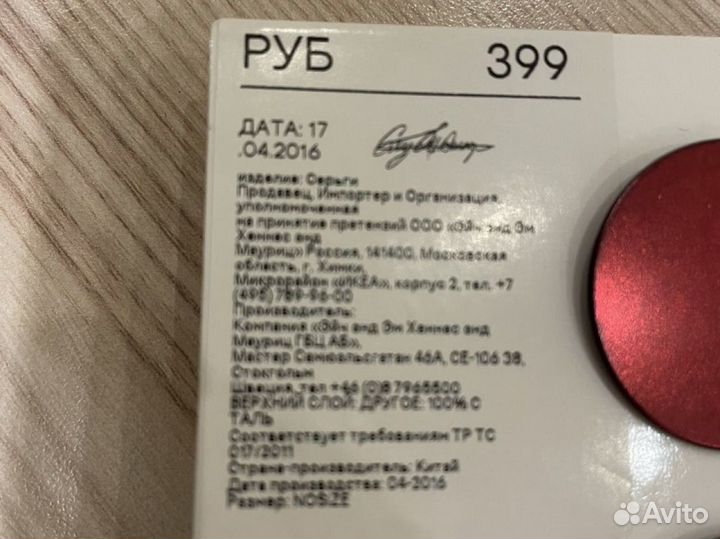 РУБ 399
ДАТА: 17
.04.2016
изделие: Серьги
Продавец, Импортер и Организация,
уполномоченная
на принятие претензий ООО «Эйч энд Эм
Хеннес энд
Мауриц» Россия, 141400, Московская
область, г. Химки,
Микрорайон «ИКЕА», корпус 2, тел. +7
(495) 789-96-00
Производитель:
Компания «Эйч энд Эм Хеннес энд
Мауриц ГБЦ АБ»,
Мастер Самюэльсгатан 46А, СЕ-106 38,
Стокгольм
Швеция, тел +46 (0)8 7965500
ВЕРХНИЙ СЛОЙ: ДРУГОЕ: 100% С
ТАЛЬ
Соответствует требованиям ТР ТС
017/2011
Страна-производитель: Китай
Дата производства: 04-2016
Размер: NOSIZE
Avito